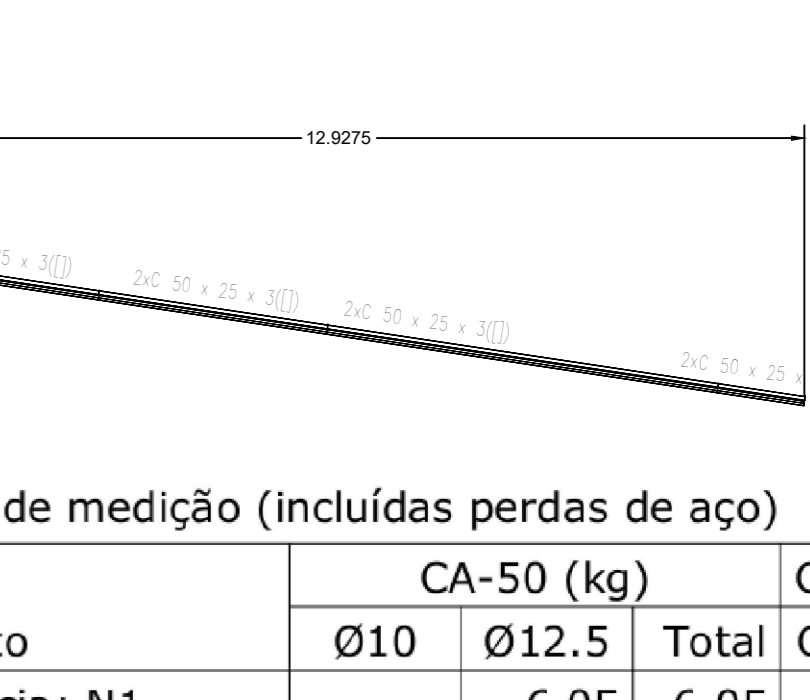 12.9275
5 x 3([])
2xC 50 x 25 x 3([])
2xC 50 x 25 x 3([])
2xC 50 x 25 x
de medição (incluídas perdas de aço)
CA-50 (kg)
Ø10 Ø12.5 Total
N1